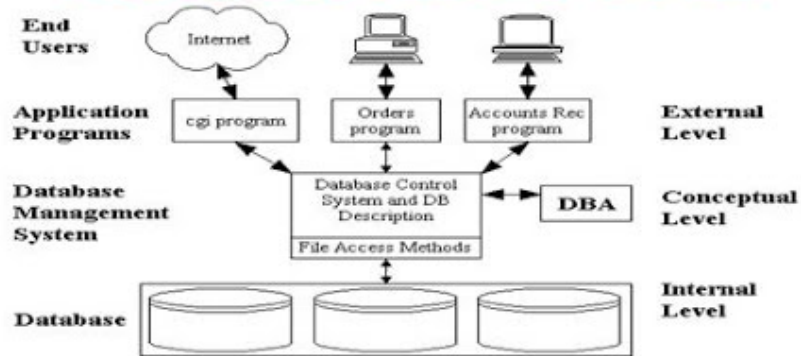 End
Users
Internet
Application
Programs
cgi program
Orders
program
Accounts Rec
program
External
Level
Database
Management
System
Database Control
System and DB
Description
File Access Methods
DBA
Conceptual
Level
Database
Internal
Level